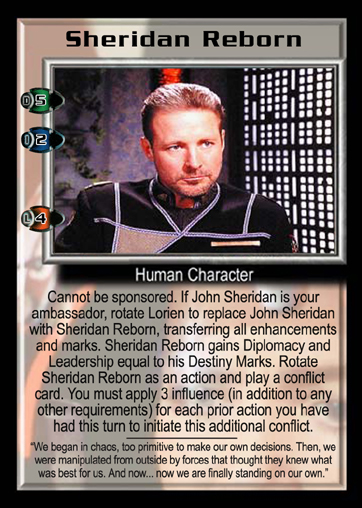 Sheridan Reborn
D 5
I 2
L 4
Human Character
Cannot be sponsored. If John Sheridan is your
ambassador, rotate Lorien to replace John Sheridan
with Sheridan Reborn, transferring all enhancements
and marks. Sheridan Reborn gains Diplomacy and
Leadership equal to his Destiny Marks. Rotate
Sheridan Reborn as an action and play a conflict
card. You must apply 3 influence (in addition to any
other requirements) for each prior action you have
had this turn to initiate this additional conflict.
“We began in chaos, too primitive to make our own decisions. Then, we
were manipulated from outside by forces that thought they knew what
was best for us. And now... now we are finally standing on our own.”